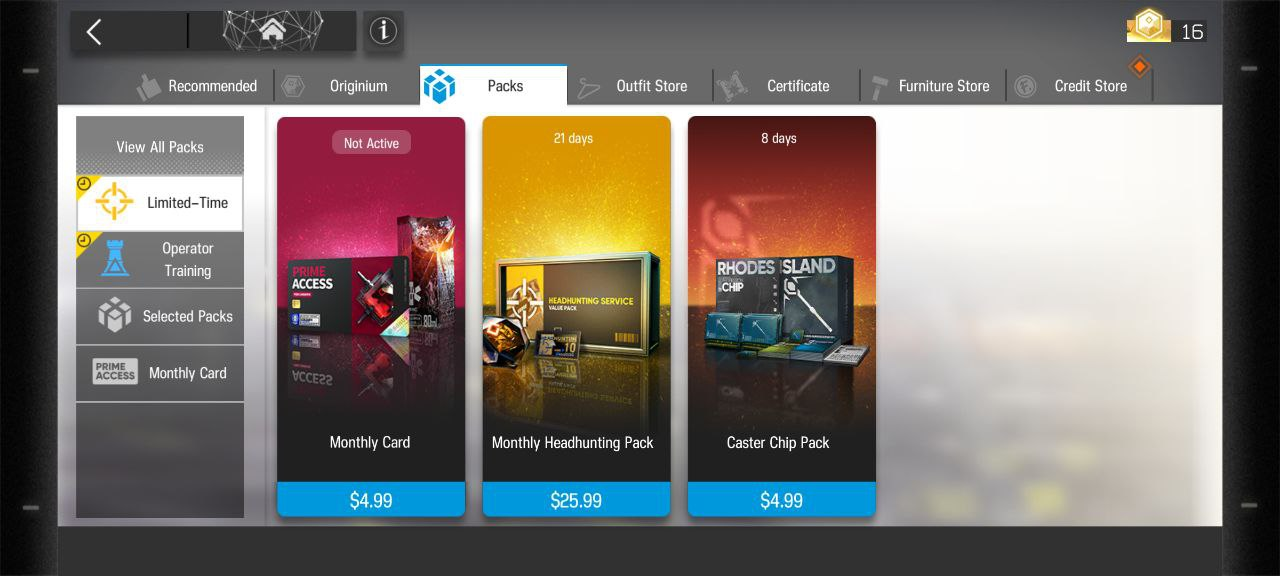 16
Recommended
Originium
Packs
Outfit Store
Certificate
Furniture Store
Credit Store
View All Packs
Limited-Time
Operator
Training
Selected Packs
PRIME
ACCESS
Monthly Card
Not Active
PRIME
ACCESS
80ml
Monthly Card
$4.99
21 days
HEADHUNTING SERVICE
VALUE PACK
10
Monthly Headhunting Pack
$25.99
8 days
RHODES ISLAND
CHIP
Caster Chip Pack
$4.99